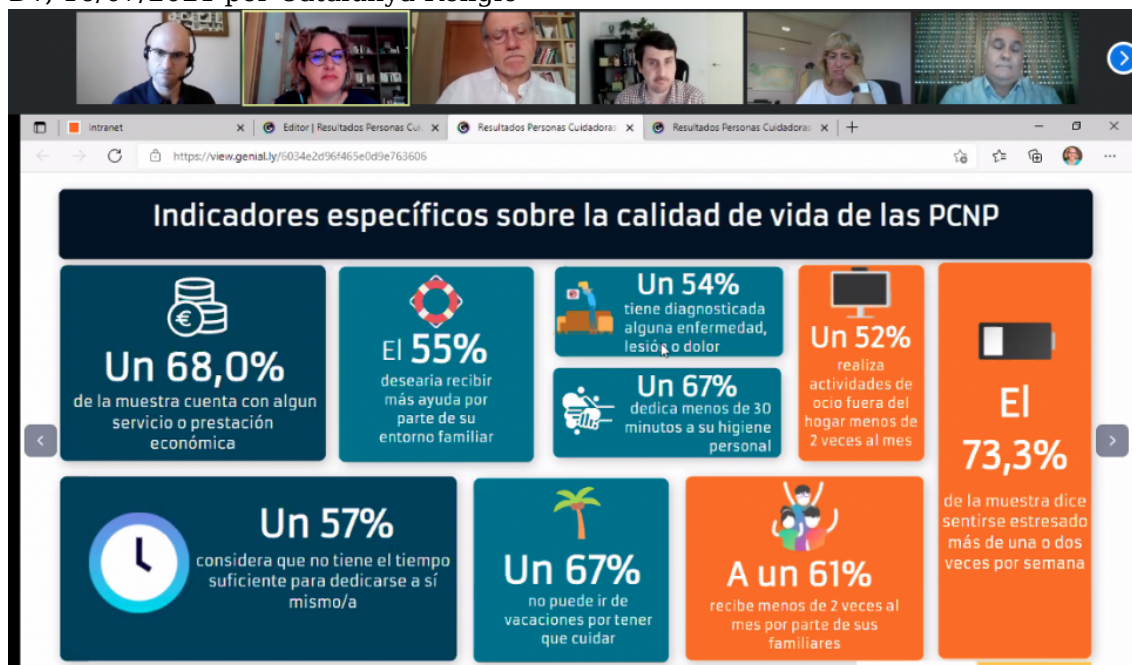 intranet
Editor | Resultados Personas Cui
Resultados Personas Cuidadora
Resultados Personas Cuidadora
https://view.genial.ly/6034e2d96f465e0d9e763606
Indicadores específicos sobre la calidad de vida de las PCNP
Un 68,0%
de la muestra cuenta con algun
servicio o prestación
económica
El 55%
desearia recibir
más ayuda por
parte de su
entorno familiar
Un 54%
tiene diagnosticada
alguna enfermedad,
lesión o dolor
Un 67%
dedica menos de 30
minutos a su higiene
personal
Un 52%
realiza
actividades de
ocio fuera del
hogar menos de
2 veces al mes
El
73,3%
de la muestra dice
sentirse estresado
más de una o dos
veces por semana
Un 57%
considera que no tiene el tiempo
suficiente para dedicarse a sí
mismo/a
Un 67%
no puede ir de
vacaciones por tener
que cuidar
A un 61%
recibe menos de 2 veces al
mes por parte de sus
familiares